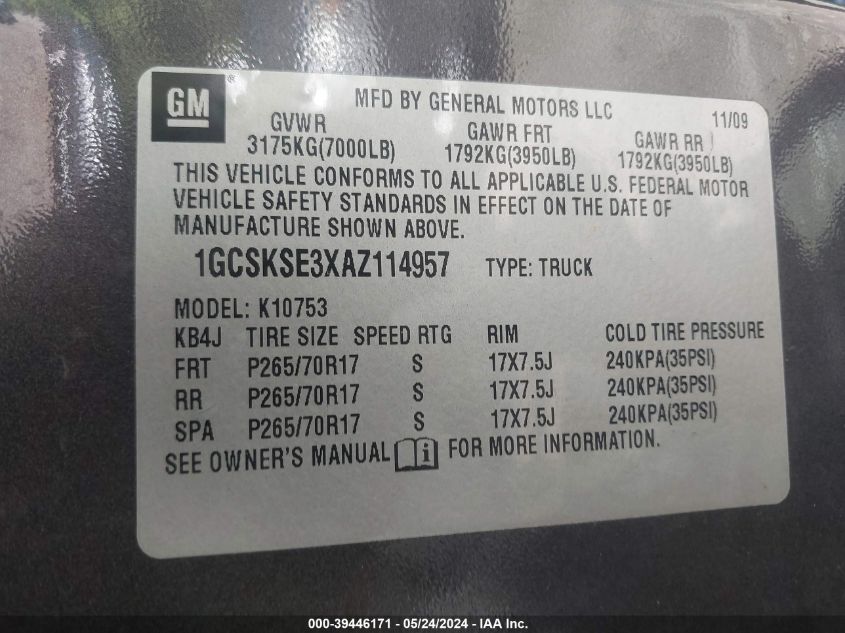 GM ® MFD BY GENERAL MOTORS LLC 11/09
GVWR GAWR FRT GAWR RR
3175KG(7000LB) 1792KG(3950LB) 1792KG(3950LB)
THIS VEHICLE CONFORMS TO ALL APPLICABLE U.S. FEDERAL MOTOR
VEHICLE SAFETY STANDARDS IN EFFECT ON THE DATE OF
MANUFACTURE SHOWN ABOVE.
1GCSKSE3XAZ114957 TYPE: TRUCK
MODEL: K10753
KB4J TIRE SIZE SPEED RTG RIM COLD TIRE PRESSURE
FRT P265/70R17 S 17X7.5J 240KPA(35PSI)
RR P265/70R17 S 17X7.5J 240KPA(35PSI)
SPA P265/70R17 S 17X7.5J 240KPA(35PSI)
SEE OWNER'S MANUAL i FOR MORE INFORMATION.
000-39446171 - 05/24/2024 - IAA Inc.